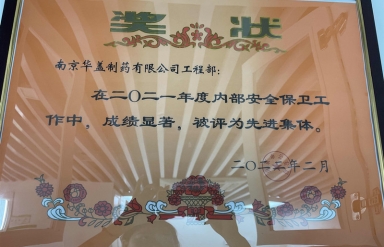 奖状
南京华盖制药有限公司工程部：
在二〇二一年度内部安全保卫工
作中，成绩显著，被评为先进集体。
二〇二二年二月